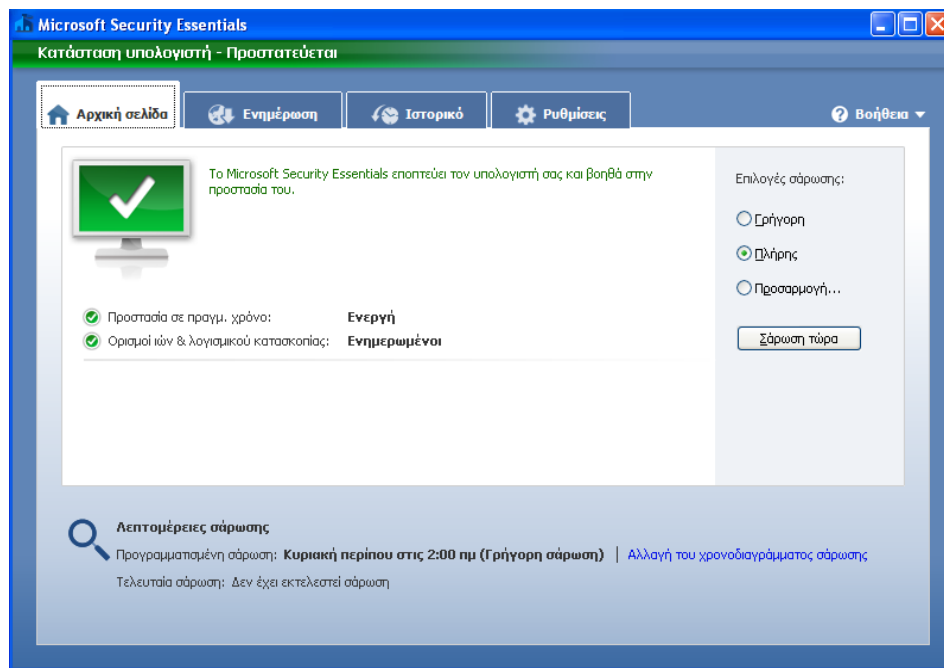 Microsoft Security Essentials
Κατάσταση υπολογιστή - Προστατεύεται
Αρχική σελίδα Ενημέρωση Ιστορικό Ρυθμίσεις Βοήθεια
Το Microsoft Security Essentials εποπτεύει τον υπολογιστή σας και βοηθά στην
προστασία του.
Προστασία σε πραγμ. χρόνο: Ενεργή
Ορισμοί ιών & λογισμικού κατασκοπίας: Ενημερωμένοι
Επιλογές σάρωσης:
Γρήγορη
Πλήρης
Προσαρμογή...
Σάρωση τώρα
Λεπτομέρειες σάρωσης
Προγραμματισμένη σάρωση: Κυριακή περίπου στις 2:00 πμ (Γρήγορη σάρωση) | Αλλαγή του χρονοδιαγράμματος σάρωσης
Τελευταία σάρωση: Δεν έχει εκτελεστεί σάρωση